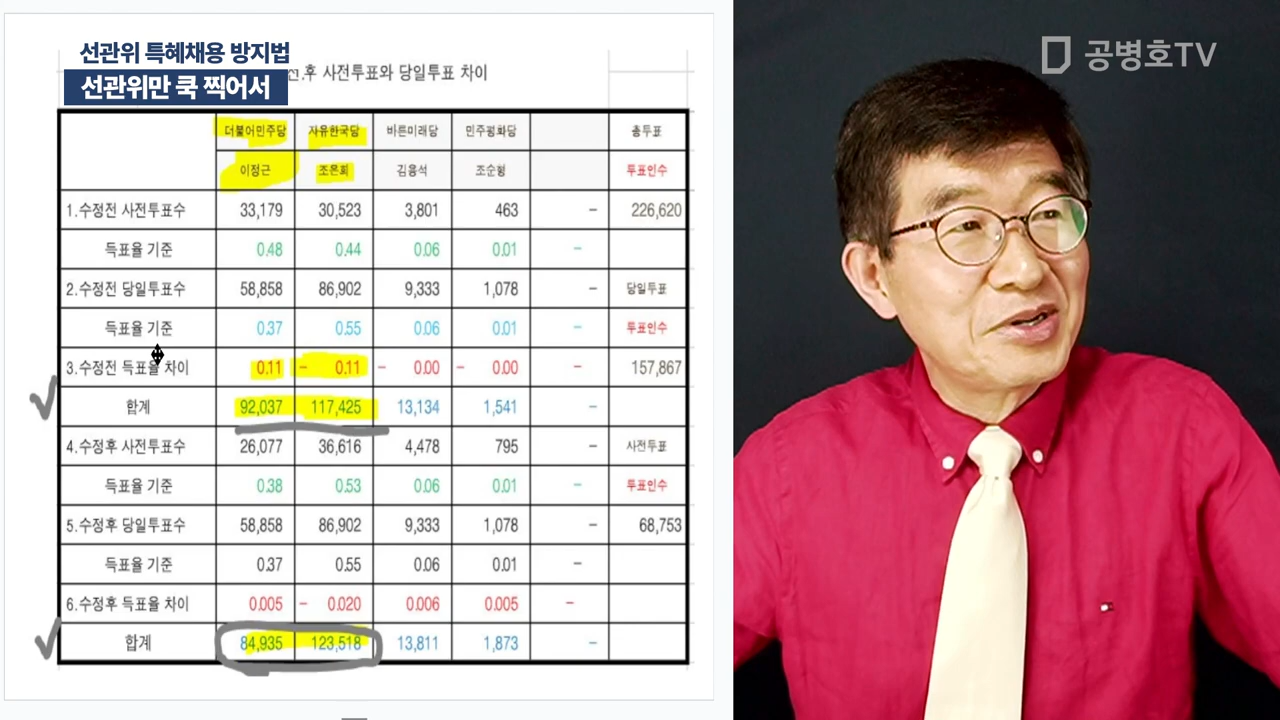 선관위 특혜채용 방지법
선관위만 쿡 찍어서
후 사전투표와 당일투표 차이
공병호TV
더불어민주당 자유한국당 바른미래당 민주평화당 총투표
이정근 조은희 김용석 조순형 투표인수
1.수정전 사전투표수 33,179 30,523 3,801 463 - 226,620
득표율 기준 0.48 0.44 0.06 0.01 -
2.수정전 당일투표수 58,858 86,902 9,333 1,078 - 당일투표
득표율 기준 0.37 0.55 0.06 0.01 - 투표인수
3.수정전 득표율 차이 0.11 - 0.11 - 0.00 - 0.00 157,867
합계 92,037 117,425 13,134 1,541 -
4.수정후 사전투표수 26,077 36,616 4,478 795 - 사전투표
득표율 기준 0.38 0.53 0.06 0.01 - 투표인수
5.수정후 당일투표수 58,858 86,902 9,333 1,078 - 68,753
득표율 기준 0.37 0.55 0.06 0.01 -
6.수정후 득표율 차이 0.005 - 0.020 0.006 0.005 -
합계 84,935 123,518 13,811 1,873 -